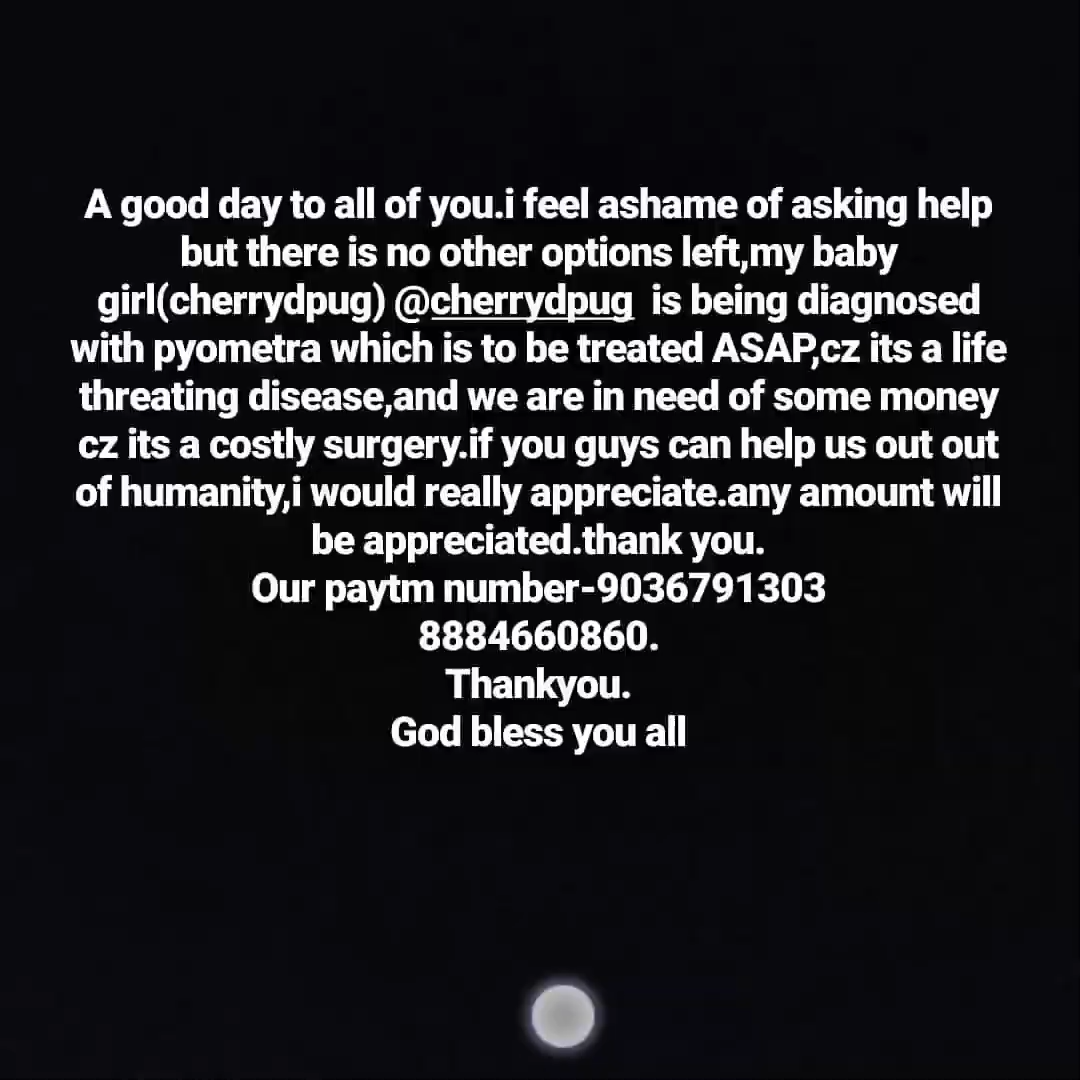 A good day to all of you.i feel ashame of asking help
but there is no other options left,my baby
girl(cherrydpug) @cherrydpug is being diagnosed
with pyometra which is to be treated ASAP,cz its a life
threating disease,and we are in need of some money
cz its a costly surgery.if you guys can help us out out
of humanity,i would really appreciate.any amount will
be appreciated.thank you.
Our paytm number-9036791303
8884660860.
Thankyou.
God bless you all